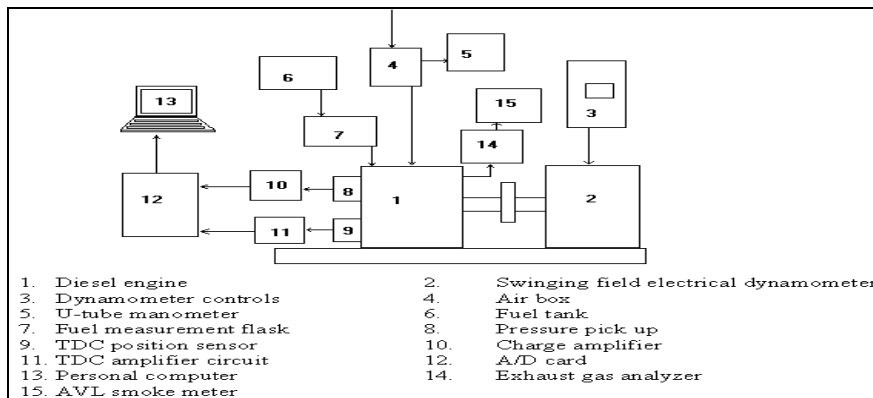 4
5
6
13
15
3
7
14
8
10
12
1
2
9
11
1. Diesel engine
2. Swinging field electrical dynamometer
3. Dynamometer controls
4. Air box
5. U-tube manometer
6. Fuel tank
7. Fuel measurement flask
8. Pressure pick up
9. TDC position sensor
10. Charge amplifier
11. TDC amplifier circuit
12. A/D card
13. Personal computer
14. Exhaust gas analyzer
15. AVL smoke meter